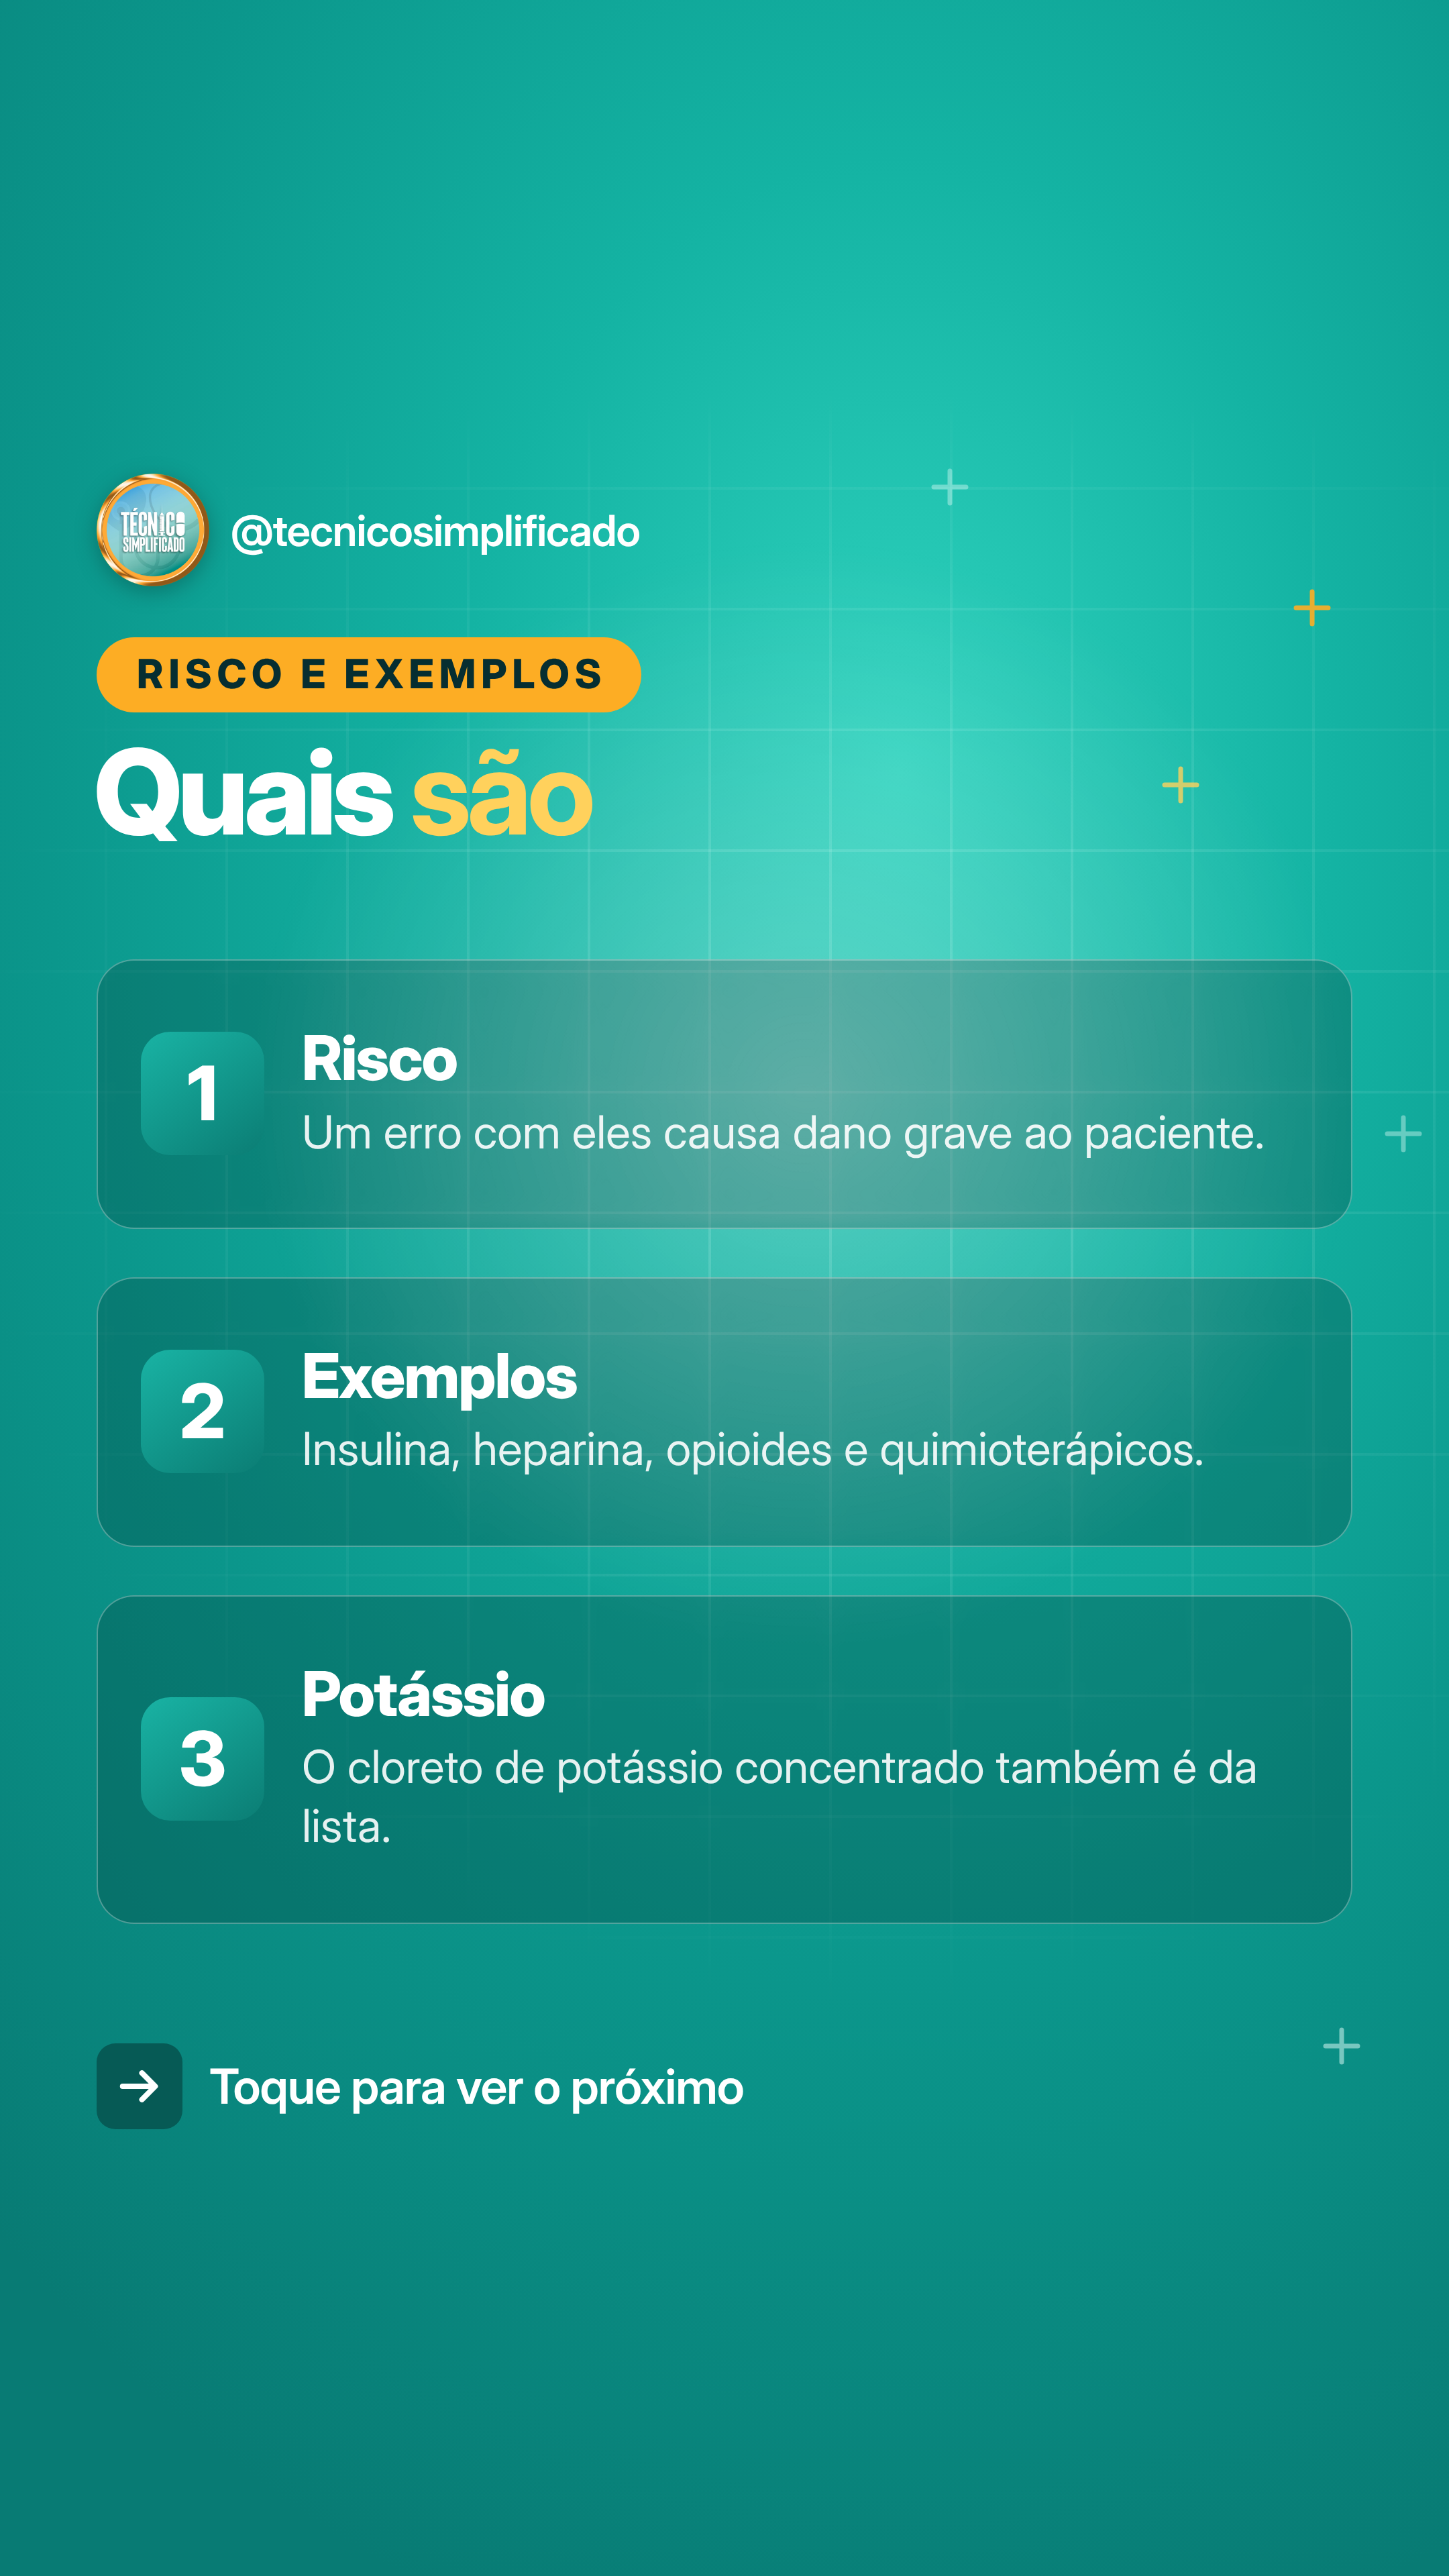 TÉCNICO
SIMPLIFICADO
@tecnicosimplificado
RISCO E EXEMPLOS
Quais são
1
Risco
Um erro com eles causa dano grave ao paciente.
2
Exemplos
Insulina, heparina, opioides e quimioterápicos.
3
Potássio
O cloreto de potássio concentrado também é da
lista.
Toque para ver o próximo